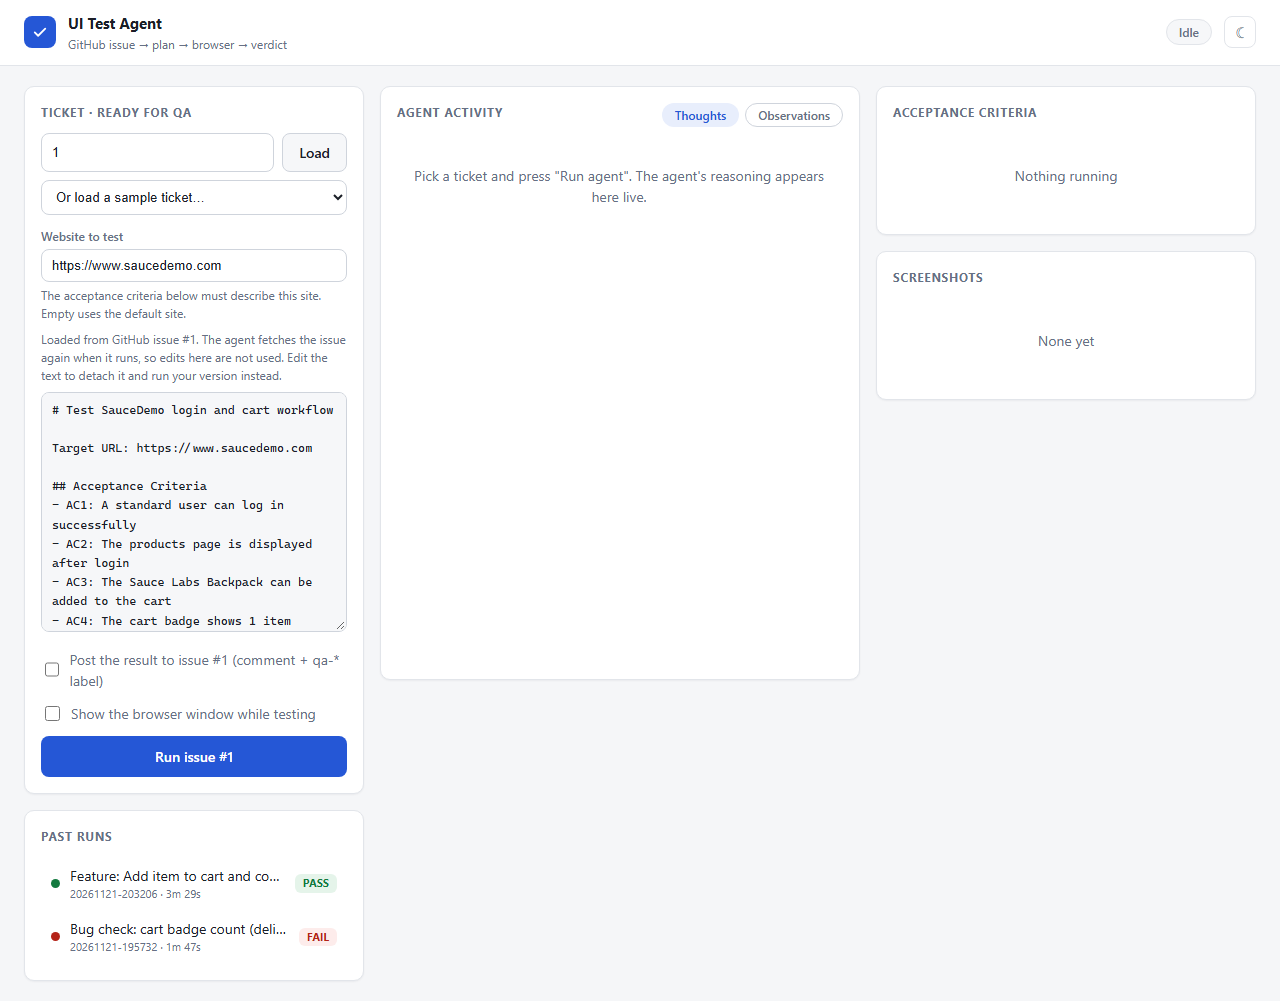 UI Test Agent
GitHub issue → plan → browser → verdict
Idle
TICKET · READY FOR QA
1
Load
Or load a sample ticket...
Website to test
https://www.saucedemo.com
The acceptance criteria below must describe this site.
Empty uses the default site.
Loaded from GitHub issue #1. The agent fetches the issue
again when it runs, so edits here are not used. Edit the
text to detach it and run your version instead.
# Test SauceDemo login and cart workflow
Target URL: https://www.saucedemo.com
## Acceptance Criteria
- AC1: A standard user can log in
successfully
- AC2: The products page is displayed
after login
- AC3: The Sauce Labs Backpack can be
added to the cart
- AC4: The cart badge shows 1 item
Post the result to issue #1 (comment + qa-*
label)
Show the browser window while testing
Run issue #1
PAST RUNS
Feature: Add item to cart and co...
20261121-203206 · 3m 29s
PASS
Bug check: cart badge count (deli...
20261121-195732 · 1m 47s
FAIL
AGENT ACTIVITY
Thoughts
Observations
Pick a ticket and press "Run agent". The agent's reasoning appears
here live.
ACCEPTANCE CRITERIA
Nothing running
SCREENSHOTS
None yet